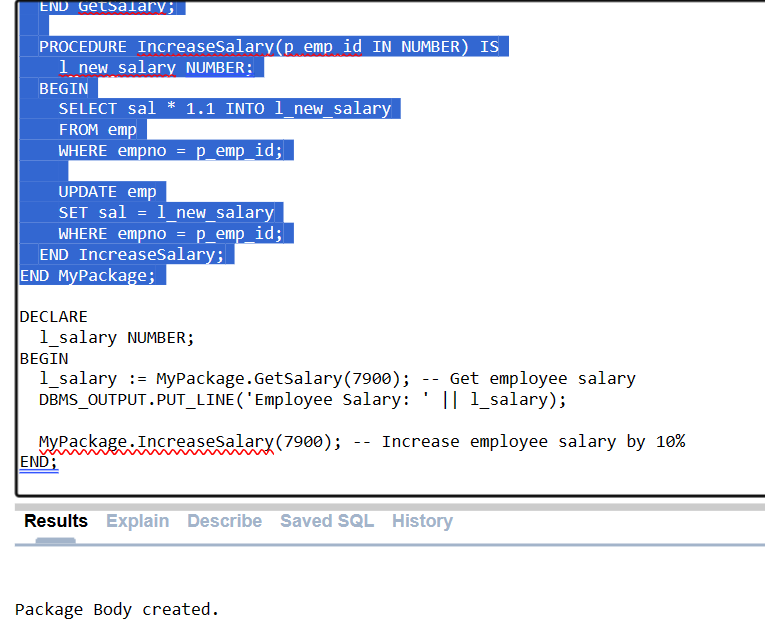 END GetSalary;
PROCEDURE IncreaseSalary(p_emp_id IN NUMBER) IS
l_new_salary NUMBER;
BEGIN
SELECT sal * 1.1 INTO l_new_salary
FROM emp
WHERE empno = p_emp_id;
UPDATE emp
SET sal = l_new_salary
WHERE empno = p_emp_id;
END IncreaseSalary;
END MyPackage;
DECLARE
l_salary NUMBER;
BEGIN
l_salary := MyPackage.GetSalary(7900); -- Get employee salary
DBMS_OUTPUT.PUT_LINE('Employee Salary: ' || l_salary);
MyPackage.IncreaseSalary(7900); -- Increase employee salary by 10%
END;
Results Explain Describe Saved SQL History
Package Body created.